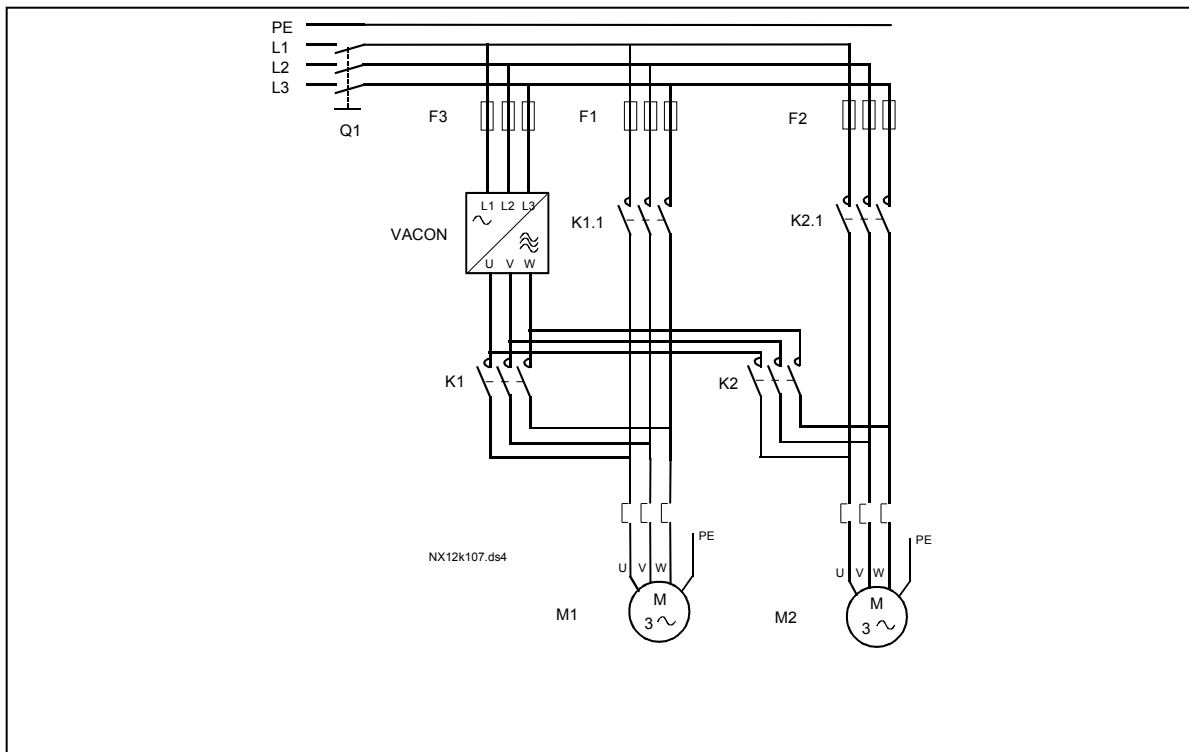 PE
L1
L2
L3
Q1
F3
F1
F2
L1 L2 L3
VACON
U V W
K1.1
K2.1
K1
K2
NX12k107.ds4
PE
PE
U V W
U V W
M1
M
3
M2
M
3